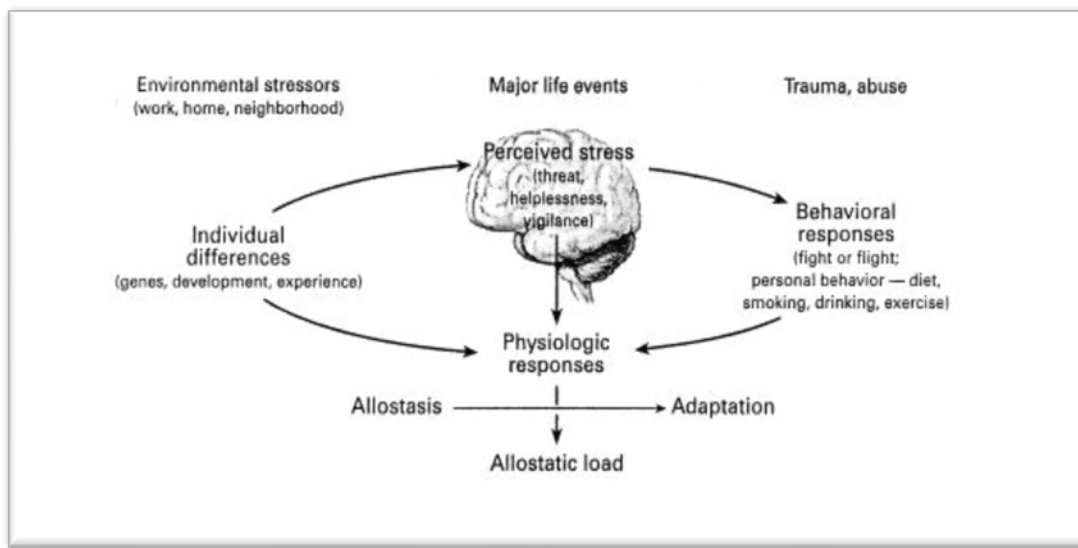 Environmental stressors
(work, home, neighborhood)
Major life events
Trauma, abuse
Perceived stress
(threat,
helplessness,
vigilance)
Individual
differences
(genes, development, experience)
Behavioral
responses
(fight or flight;
personal behavior — diet,
smoking, drinking, exercise)
Physiologic
responses
Allostasis
Adaptation
Allostatic load